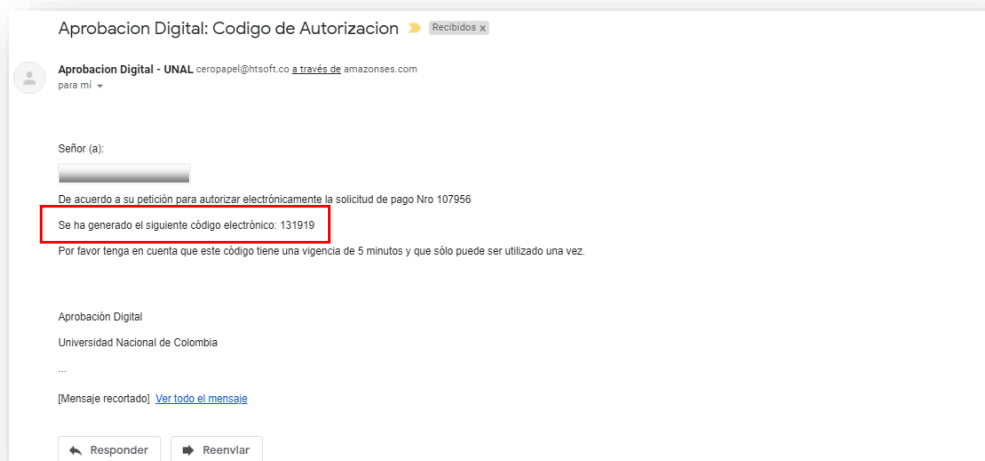 Aprobacion Digital: Codigo de Autorizacion Recibidos x
Aprobacion Digital - UNAL ceropapel@htsoft.co a través de amazonses.com
para mí
Señor (a):
De acuerdo a su petición para autorizar electrónicamente la solicitud de pago Nro 107956
Se ha generado el siguiente código electrónico: 131919
Por favor tenga en cuenta que este código tiene una vigencia de 5 minutos y que sólo puede ser utilizado una vez.
Aprobación Digital
Universidad Nacional de Colombia
...
[Mensaje recortado] Ver todo el mensaje
Responder Reenviar